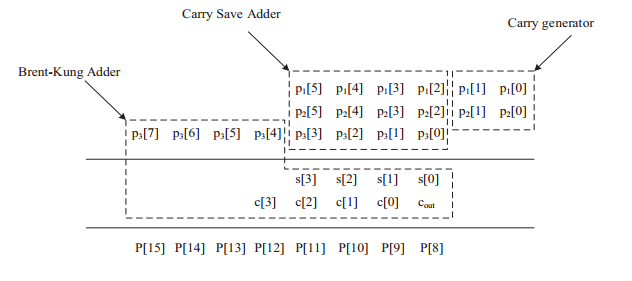 Carry Save Adder
Carry generator
Brent-Kung Adder
p₁[5] p₁[4] p₁[3] p₁[2] p₁[1] p₁[0]
p₂[5] p₂[4] p₂[3] p₂[2] p₂[1] p₂[0]
p₃[7] p₃[6] p₃[5] p₃[4] p₃[3] p₃[2] p₃[1] p₃[0]
s[3] s[2] s[1] s[0]
c[3] c[2] c[1] c[0] cₒᵤₜ
P[15] P[14] P[13] P[12] P[11] P[10] P[9] P[8]